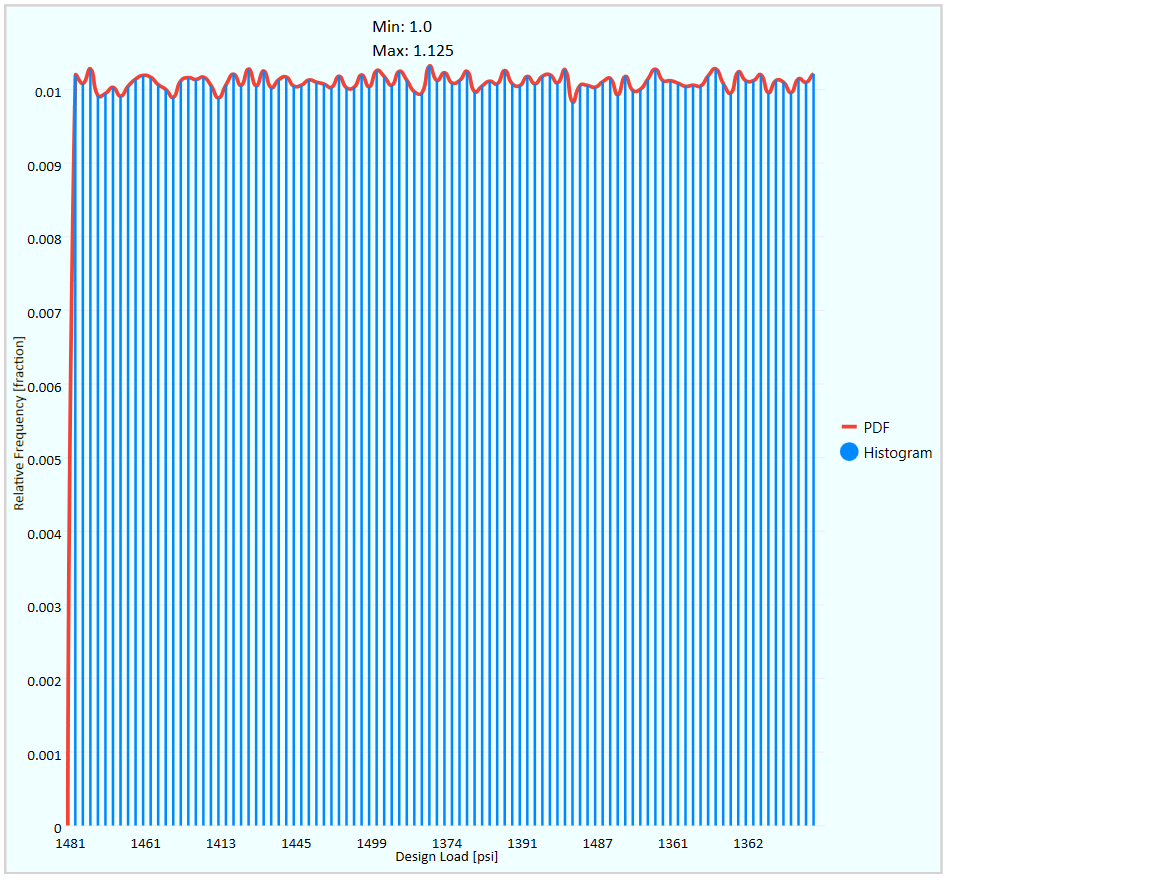 Min: 1.0
Max: 1.125
0.01
0.009
0.008
0.007
0.006
0.005
0.004
0.003
0.002
0.001
0
Relative Frequency [fraction]
1481 1461 1413 1445 1499 1374 1391 1487 1361 1362
Design Load [psi]
PDF
Histogram